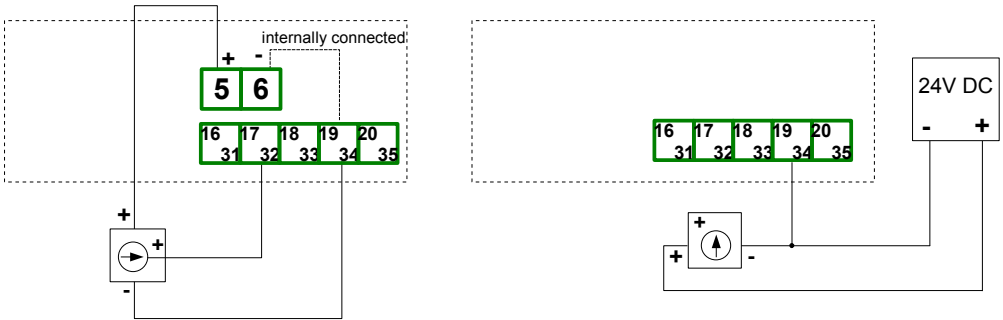 internally connected
+ -
5 6
16 17 18 19 20
31 32 33 34 35
+
+
-
16 17 18 19 20
31 32 33 34 35
24V DC
- +
+
+ -